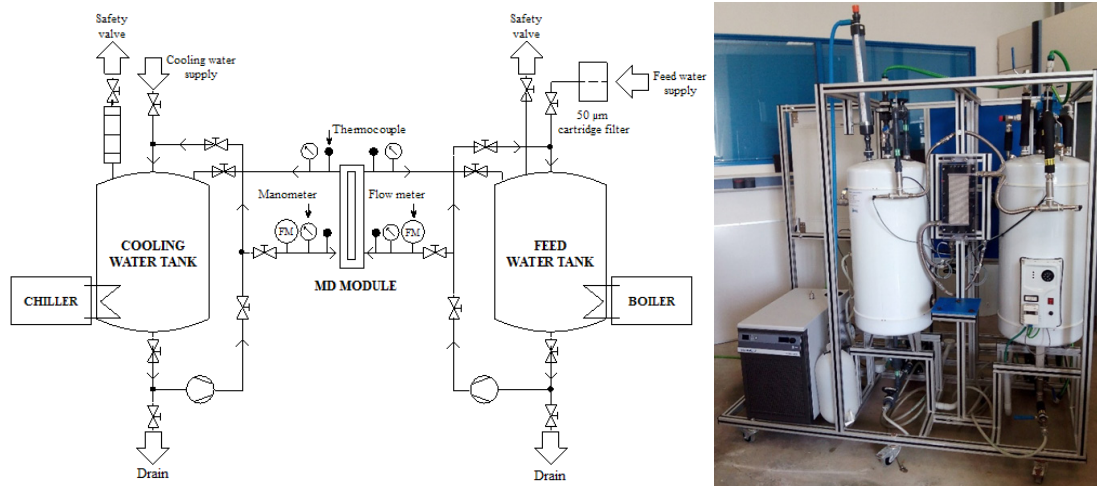 Safety
valve
Cooling water
supply
Safety
valve
Feed water
supply
50 µm
cartridge filter
Thermocouple
Manometer
Flow meter
FM
FM
COOLING
WATER TANK
FEED
WATER TANK
MD MODULE
CHILLER
BOILER
Drain
Drain